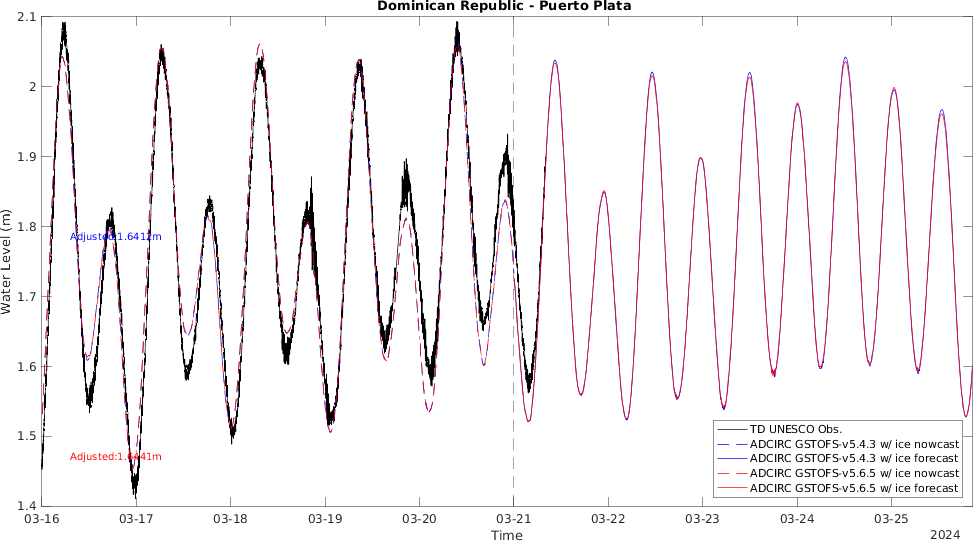 Dominican Republic - Puerto Plata
2.1
2
1.9
1.8
1.7
1.6
1.5
1.4
Water Level (m)
Adjusted:1.6412m
Adjusted:1.6441m
TD UNESCO Obs.
ADCIRC GSTOFS-v5.4.3 w/ ice nowcast
ADCIRC GSTOFS-v5.4.3 w/ ice forecast
ADCIRC GSTOFS-v5.6.5 w/ ice nowcast
ADCIRC GSTOFS-v5.6.5 w/ ice forecast
03-16 03-17 03-18 03-19 03-20 03-21 03-22 03-23 03-24 03-25
Time
2024